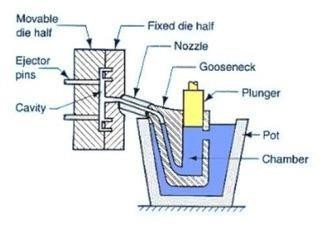 Movable
die half
Fixed die half
Ejector
pins
Nozzle
Gooseneck
Plunger
Cavity
Pot
Chamber